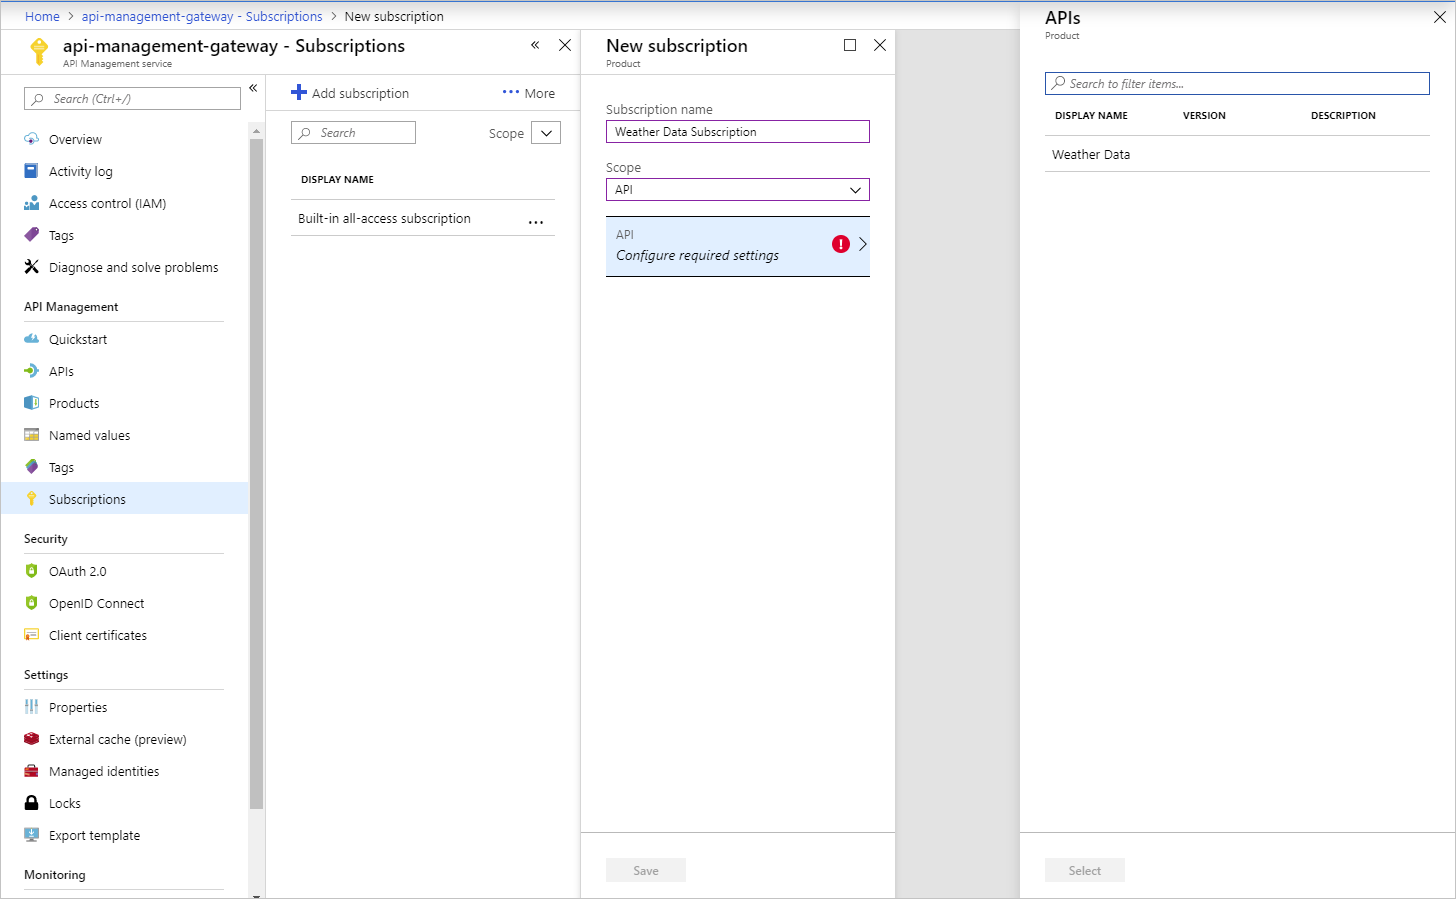 Home > api-management-gateway - Subscriptions > New subscription
api-management-gateway - Subscriptions
API Management service
Search (Ctrl+/)
Overview
Activity log
Access control (IAM)
Tags
Diagnose and solve problems
API Management
Quickstart
APIs
Products
Named values
Tags
Subscriptions
Security
OAuth 2.0
OpenID Connect
Client certificates
Settings
Properties
External cache (preview)
Managed identities
Locks
Export template
Monitoring
Add subscription
More
Search
Scope
DISPLAY NAME
Built-in all-access subscription
New subscription
Product
Subscription name
Weather Data Subscription
Scope
API
API
Configure required settings
Save
APIs
Product
Search to filter items...
DISPLAY NAME VERSION DESCRIPTION
Weather Data
Select